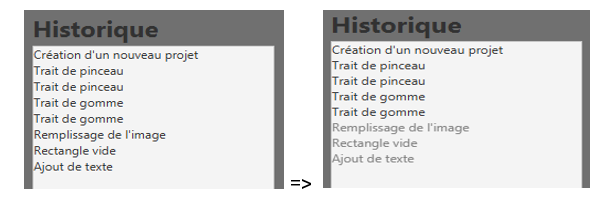 Historique
Création d'un nouveau projet
Trait de pinceau
Trait de pinceau
Trait de gomme
Trait de gomme
Remplissage de l'image
Rectangle vide
Ajout de texte
=>
Historique
Création d'un nouveau projet
Trait de pinceau
Trait de pinceau
Trait de gomme
Trait de gomme
Remplissage de l'image
Rectangle vide
Ajout de texte